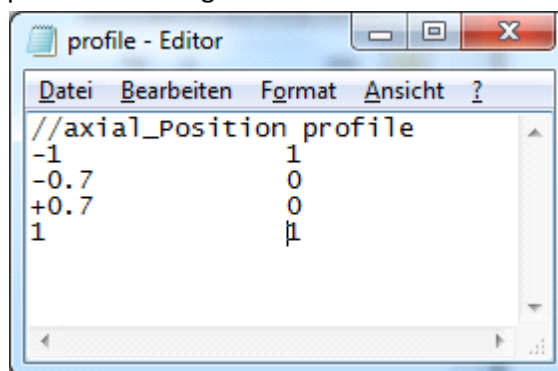 profile - Editor
Datei Bearbeiten Format Ansicht ?
//axial_Position profile
-1 1
-0.7 0
+0.7 0
1 1